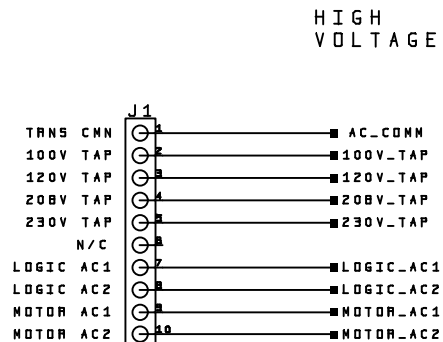 HIGH
VOLTAGE
J1
TRNS CMN 1 AC_COMM
100V TAP 2 100V_TAP
120V TAP 3 120V_TAP
208V TAP 4 208V_TAP
230V TAP 5 230V_TAP
N/C 6
LOGIC AC1 7 LOGIC_AC1
LOGIC AC2 8 LOGIC_AC2
MOTOR AC1 9 MOTOR_AC1
MOTOR AC2 10 MOTOR_AC2